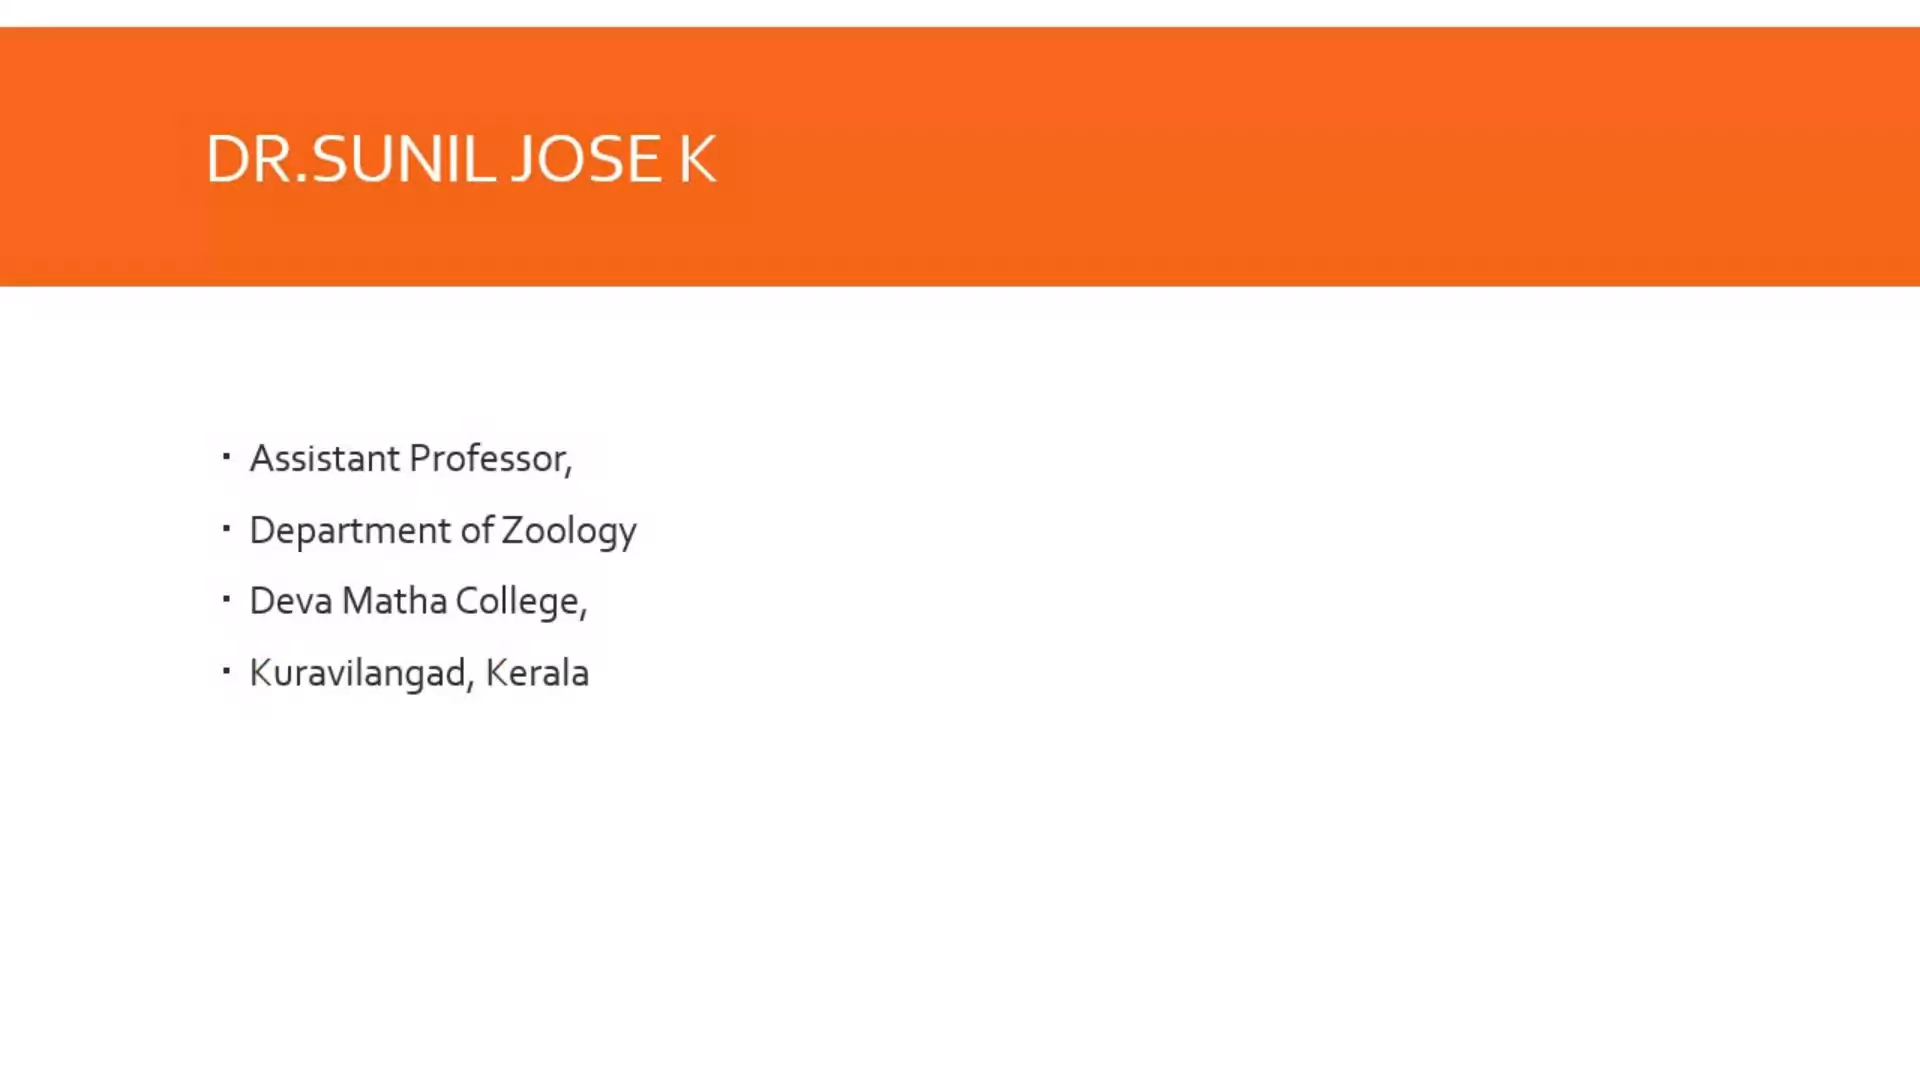 DR.SUNIL JOSE K
▪ Assistant Professor,
▪ Department of Zoology
▪ Deva Matha College,
▪ Kuravilangad, Kerala